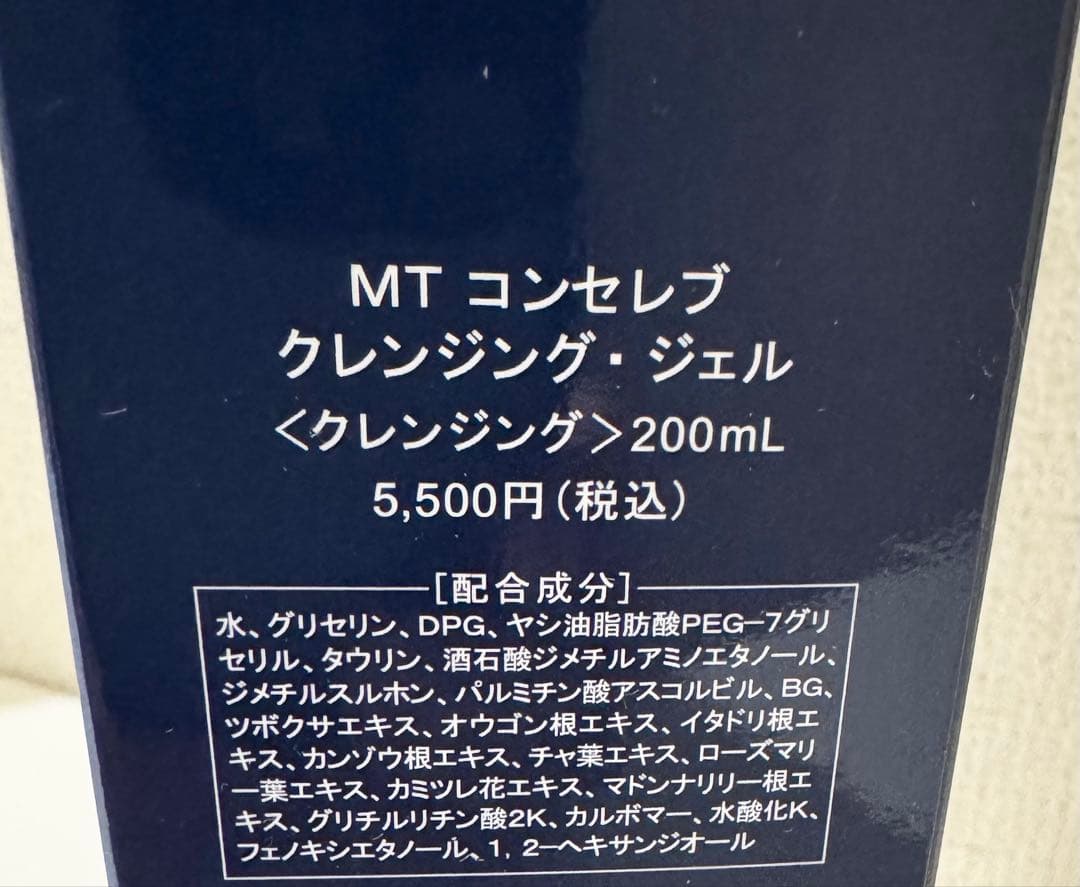 MT コンセレブ
クレンジング・ジェル
<クレンジング>200mL
5,500円(税込)
[配合成分]
水、グリセリン、DPG、ヤシ油脂肪酸PEG-7グリ
セリル、タウリン、酒石酸ジメチルアミノエタノール、
ジメチルスルホン、パルミチン酸アスコルビル、BG、
ツボクサエキス、オウゴン根エキス、イタドリ根エ
キス、カンゾウ根エキス、チャ葉エキス、ローズマリ
ー葉エキス、カミツレ花エキス、マドンナリリー根エ
キス、グリチルリチン酸2K、カルボマー、水酸化K、
フェノキシエタノール、1, 2-ヘキサンジオール